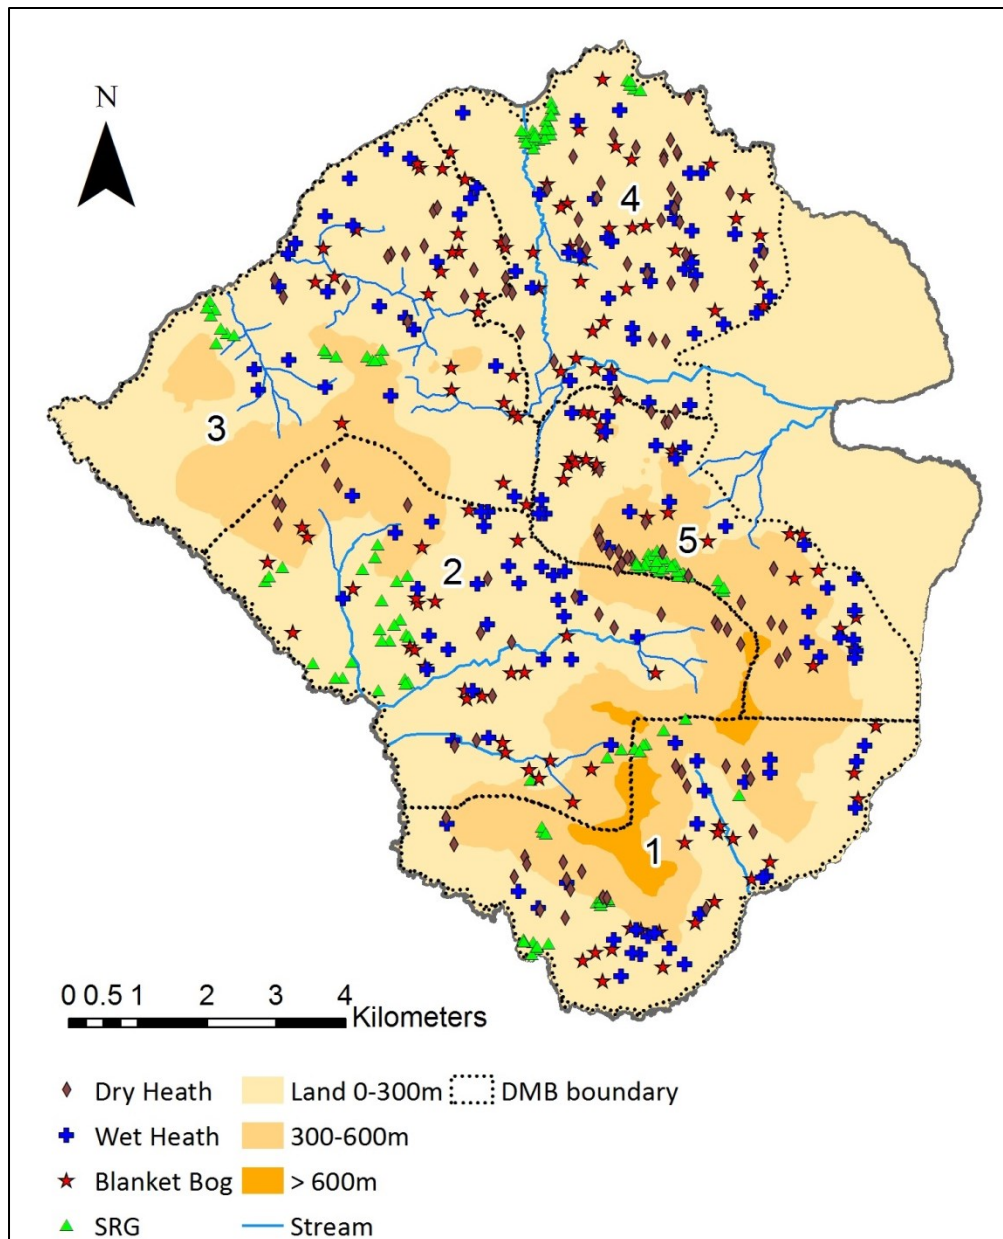 N
4
3
5
2
1
0 0.5 1 2 3 4
Kilometers
Dry Heath Land 0-300m DMB boundary
Wet Heath 300-600m
Blanket Bog > 600m
SRG Stream